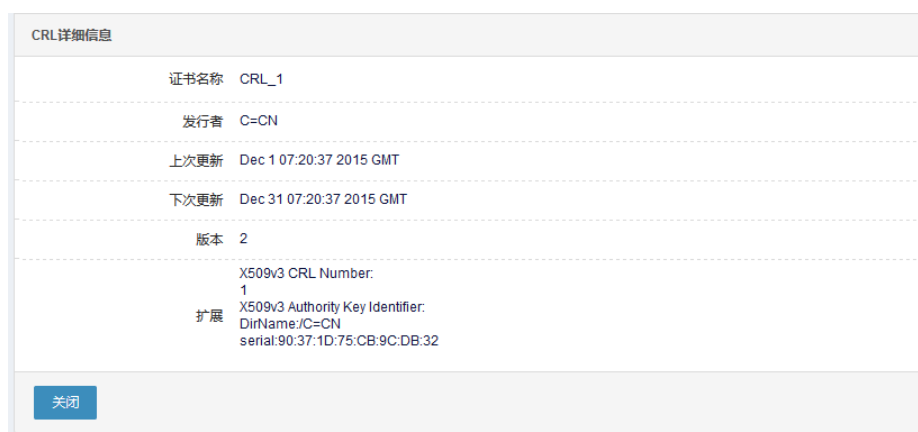 CRL详细信息
证书名称 CRL_1
发行者 C=CN
上次更新 Dec 1 07:20:37 2015 GMT
下次更新 Dec 31 07:20:37 2015 GMT
版本 2
扩展
X509v3 CRL Number:
1
X509v3 Authority Key Identifier:
DirName:/C=CN
serial:90:37:1D:75:CB:9C:DB:32
关闭